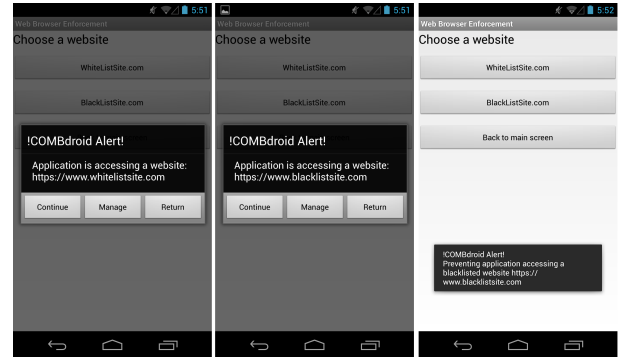 5:51
Web Browser Enforcement
Choose a website
WhiteListSite.com
BlackListSite.com
!COMBdroid Alert!
Application is accessing a website:
https://www.whitelistsite.com
Continue Manage Return
5:51
Web Browser Enforcement
Choose a website
WhiteListSite.com
BlackListSite.com
!COMBdroid Alert!
Application is accessing a website:
https://www.blacklistsite.com
Continue Manage Return
5:52
Web Browser Enforcement
Choose a website
WhiteListSite.com
BlackListSite.com
Back to main screen
!COMBdroid Alert!
Preventing application accessing a
blacklisted website https://
www.blacklistsite.com